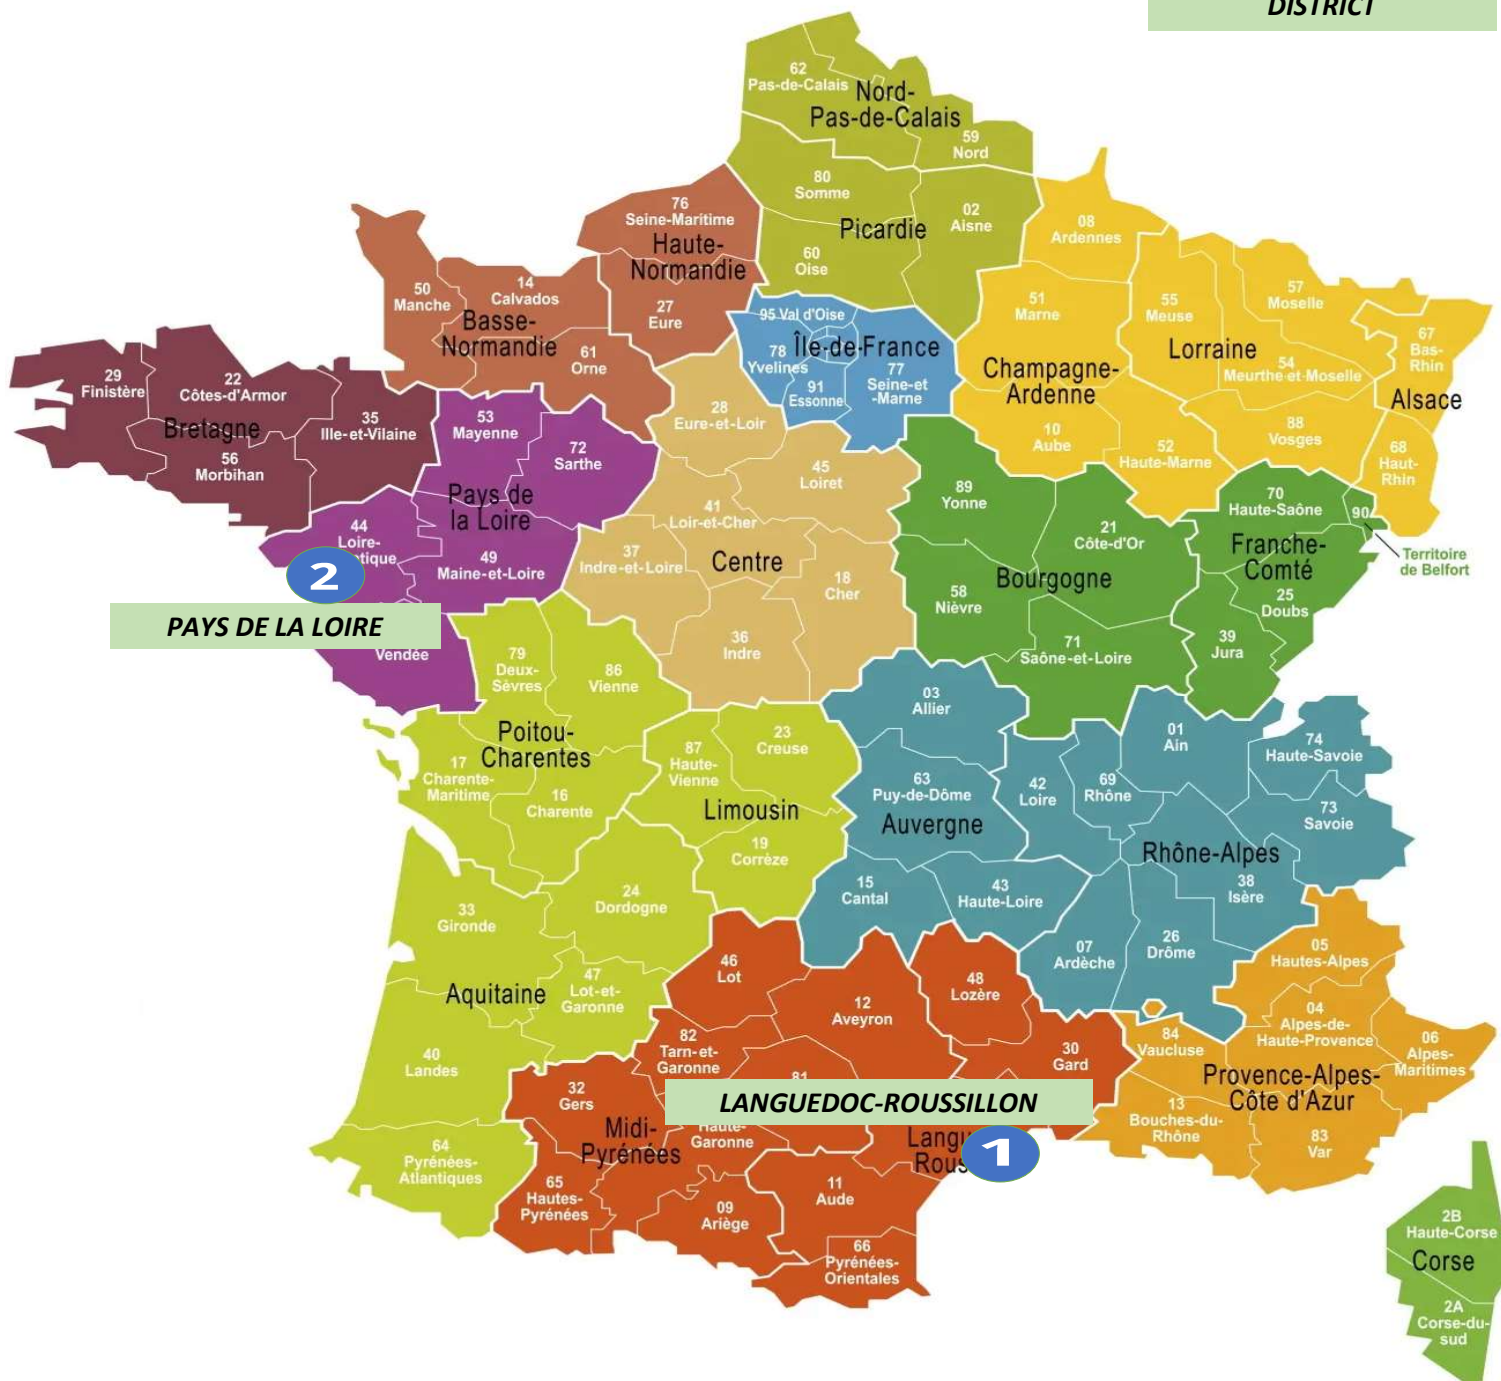 DISTRICT
62
Pas-de-Calais
Nord-
Pas-de-Calais
59
Nord
80
Somme
02
Aisne
Picardie
60
Oise
76
Seine-Maritime
Haute-
Normandie
27
Eure
08
Ardennes
50
Manche
14
Calvados
Basse-
Normandie
61
Orne
95 Val d'Oise
Île-de-France
78
Yvelines
91
Essonne
77
Seine-et
-Marne
51
Marne
Champagne-
Ardenne
10
Aube
52
Haute-Marne
55
Meuse
57
Moselle
Lorraine
54
Meurthe-et-Moselle
88
Vosges
67
Bas-
Rhin
Alsace
68
Haut-
Rhin
29
Finistère
22
Côtes-d'Armor
Bretagne
35
Ille-et-Vilaine
56
Morbihan
53
Mayenne
72
Sarthe
Pays de
la Loire
44
Loire-
tique
2
49
Maine-et-Loire
PAYS DE LA LOIRE
Vendée
28
Eure-et-Loir
45
Loiret
41
Loir-et-Cher
37
Indre-et-Loire
Centre
18
Cher
36
Indre
89
Yonne
21
Côte-d'Or
Bourgogne
58
Nièvre
71
Saône-et-Loire
70
Haute-Saône
90
Territoire
de Belfort
Franche-
Comté
25
Doubs
39
Jura
79
Deux-
Sèvres
86
Vienne
Poitou-
Charentes
17
Charente-
Maritime
16
Charente
87
Haute-
Vienne
23
Creuse
Limousin
19
Corrèze
03
Allier
63
Puy-de-Dôme
Auvergne
15
Cantal
43
Haute-Loire
42
Loire
69
Rhône
01
Ain
74
Haute-Savoie
73
Savoie
Rhône-Alpes
38
Isère
07
Ardèche
26
Drôme
33
Gironde
24
Dordogne
Aquitaine
47
Lot-et-
Garonne
40
Landes
64
Pyrénées-
Atlantiques
46
Lot
12
Aveyron
48
Lozère
82
Tarn-et-
Garonne
81
30
Gard
32
Gers
LANGUEDOC-ROUSSILLON
Midi-
Pyrénées
Haute-
Garonne
Langu
Rous
1
65
Hautes-
Pyrénées
09
Ariège
11
Aude
66
Pyrénées-
Orientales
05
Hautes-Alpes
04
Alpes-de-
Haute-Provence
06
Alpes-
Maritimes
84
Vaucluse
Provence-Alpes-
Côte d'Azur
13
Bouches-du-
Rhône
83
Var
2B
Haute-Corse
Corse
2A
Corse-du-
sud